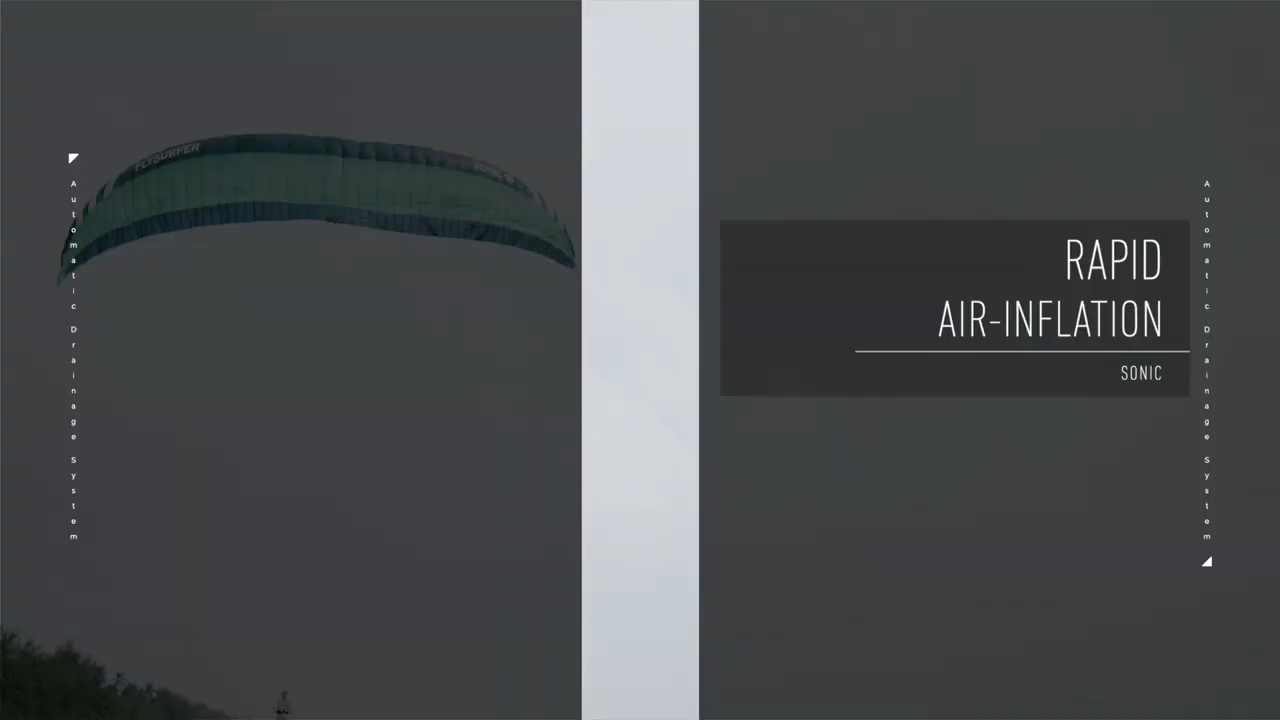 FLYSURFER
Automatic Drainage System
RAPID
AIR-INFLATION
SONIC
Automatic Drainage System